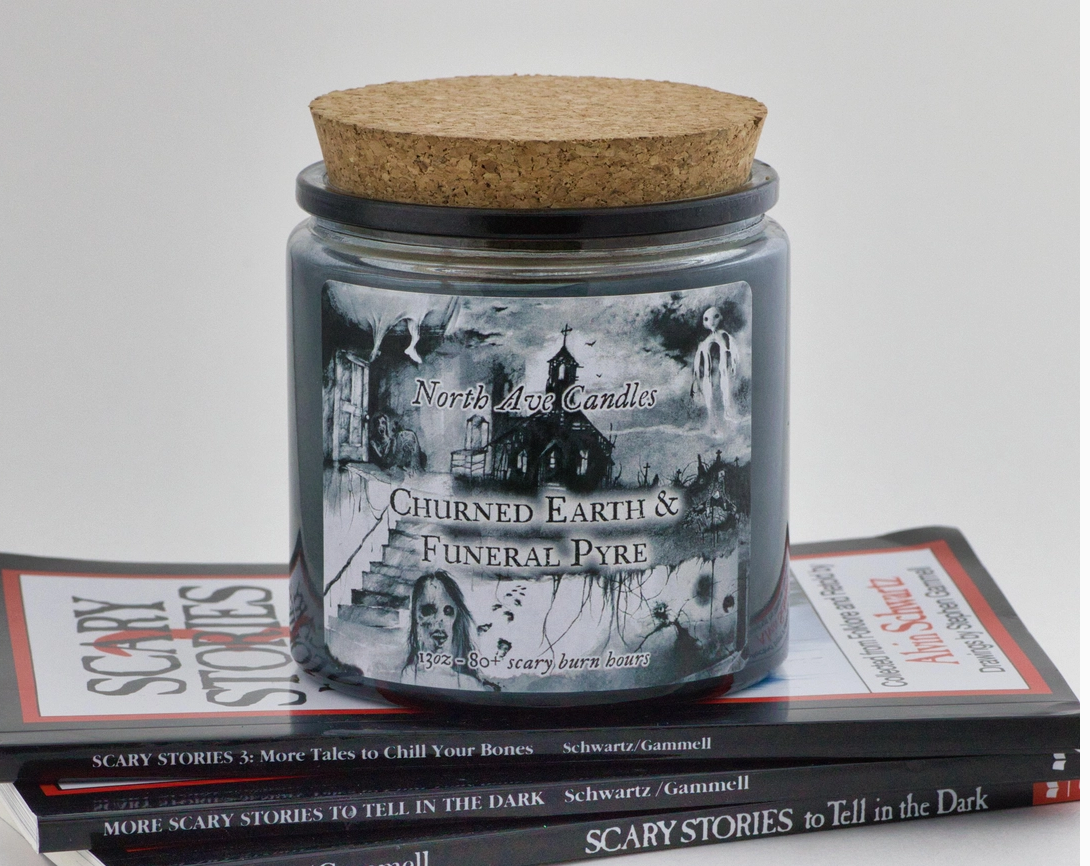 North Ave Candles
Churned Earth &
Funeral Pyre
13oz - 80+ scary burn hours
SCARY
STORIES
Collected from Folklore and Retold by
Alvin Schwartz
Drawings by Stephen Gammell
SCARY STORIES 3: More Tales to Chill Your Bones Schwartz/Gammell
MORE SCARY STORIES TO TELL IN THE DARK Schwartz/Gammell
SCARY STORIES to Tell in the Dark